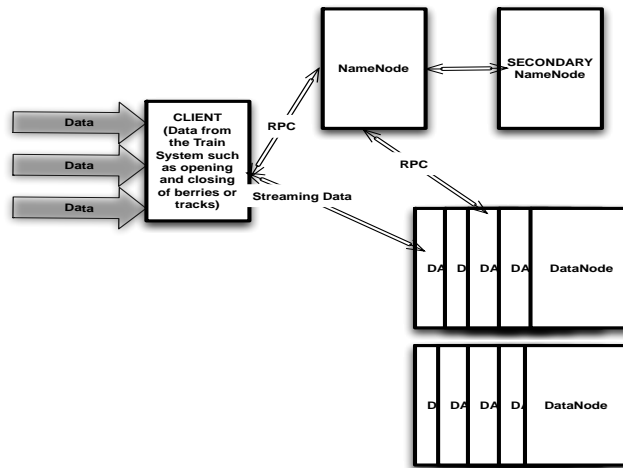 NameNode
SECONDARY
NameNode
Data
Data
Data
CLIENT
(Data from
the Train
System such
as opening
and closing
of berries or
tracks)
RPC
RPC
Streaming Data
DA
D
DA
DA
DataNode
D
DA
DA
DA
DataNode